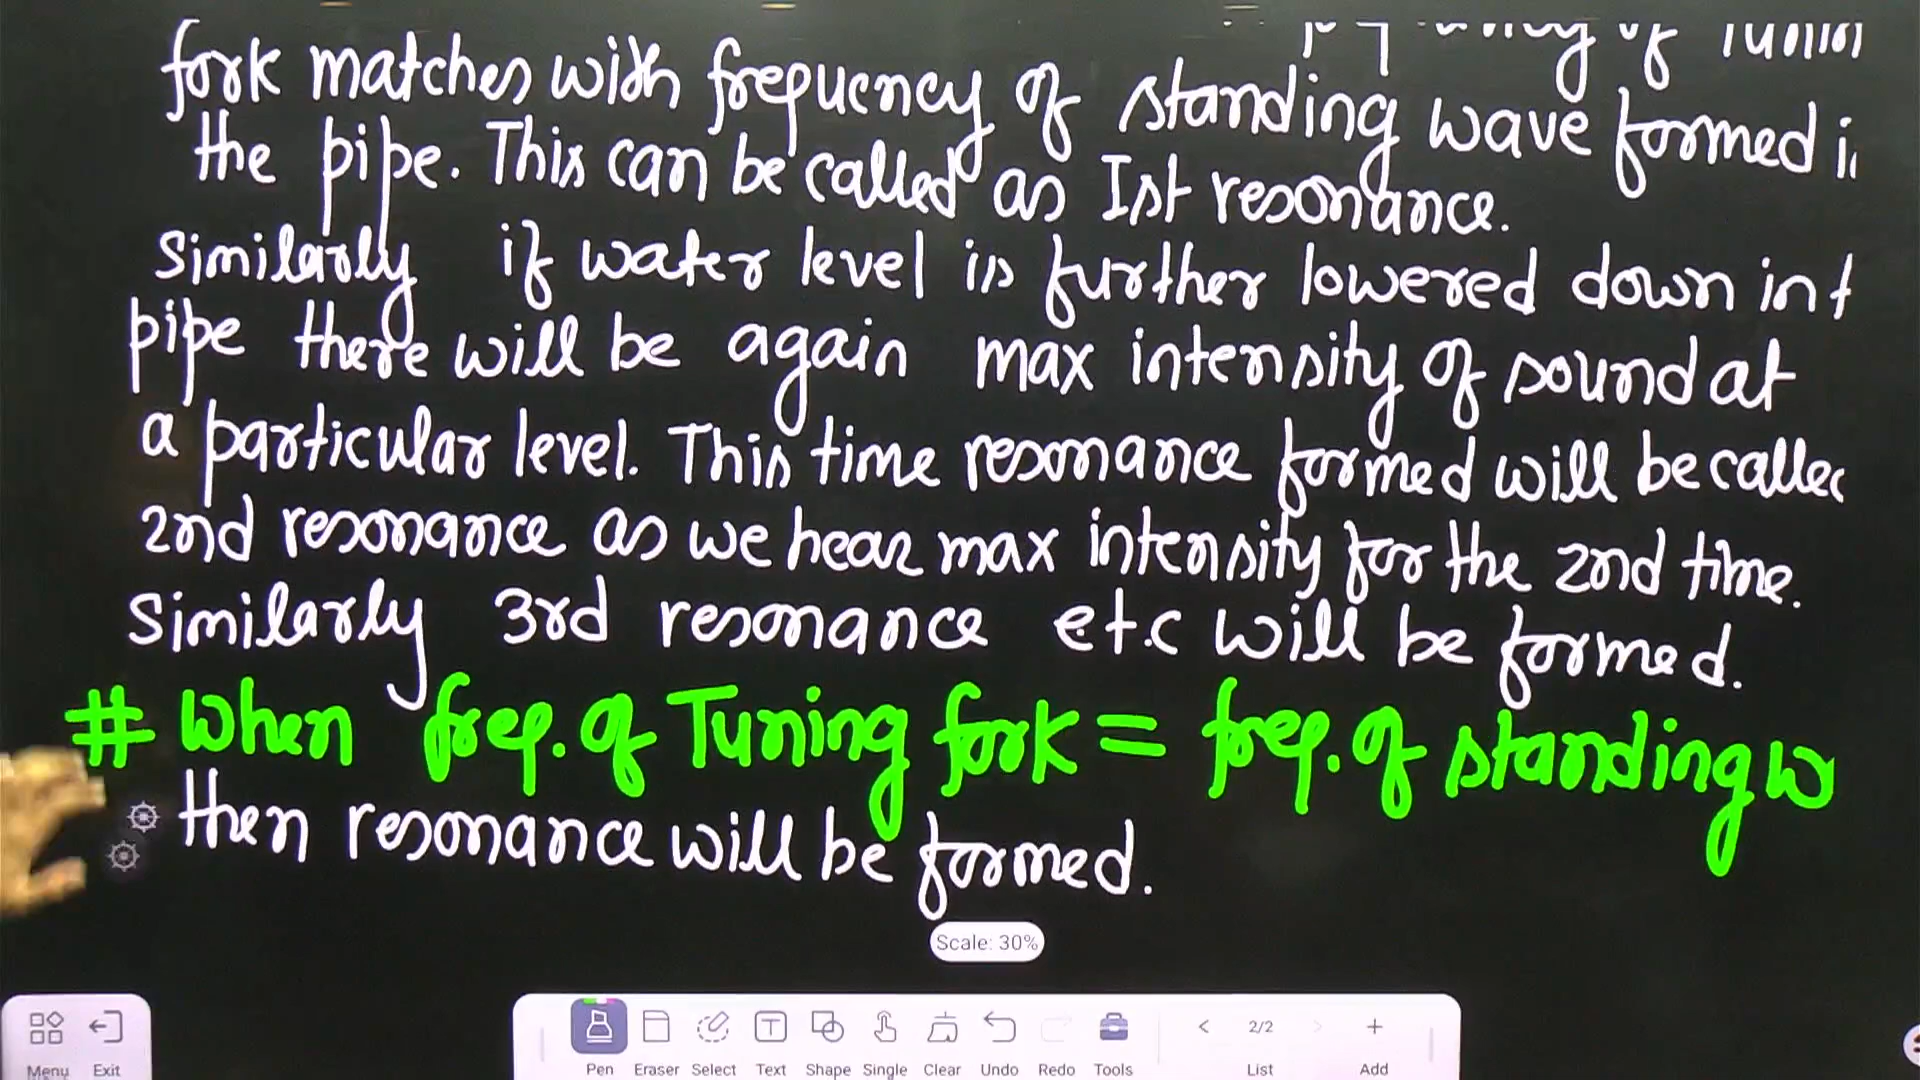 of
fork matches with frequency of standing wave formed
the pipe. This can be called as Ist resonance.
Similarly if water level is further lowered down in
pipe there will be again max intensity of sound at
a particular level. This time resonance formed will be
2nd resonance as we hear max intensity for the 2nd time.
Similarly 3rd resonance etc will be formed.
# When freq. of Tuning fork = freq. of standing w
then resonance will be formed.
Scale: 30%
Menu Exit Pen Eraser Select Text Shape Single Clear Undo Redo Tools < 2/2 > List + Add